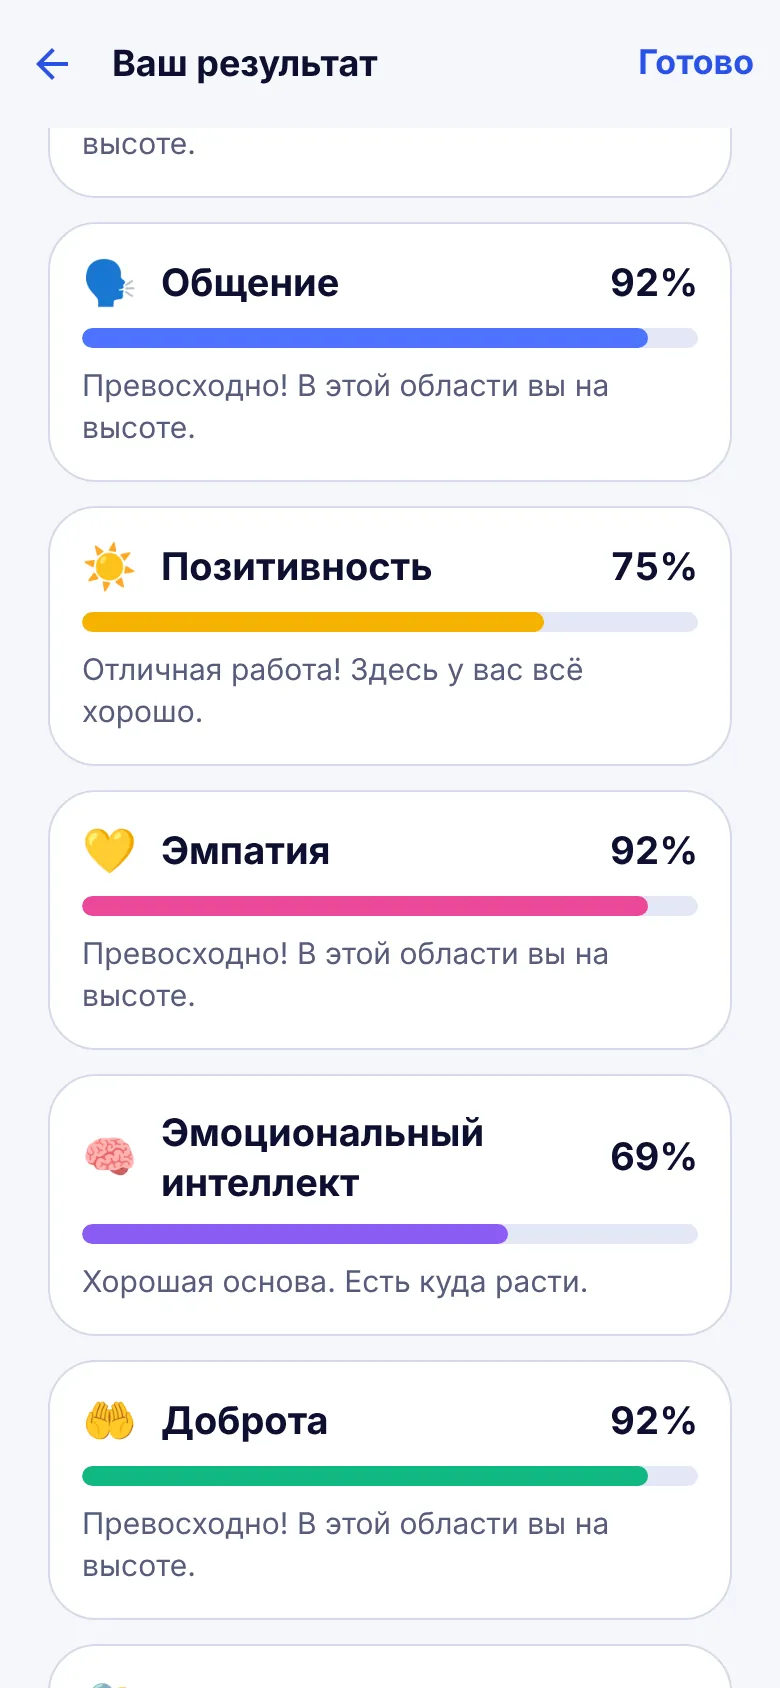 Ваш результат
Готово
высоте.
Общение
92%
Превосходно! В этой области вы на
высоте.
Позитивность
75%
Отличная работа! Здесь у вас всё
хорошо.
Эмпатия
92%
Превосходно! В этой области вы на
высоте.
Эмоциональный
интеллект
69%
Хорошая основа. Есть куда расти.
Доброта
92%
Превосходно! В этой области вы на
высоте.